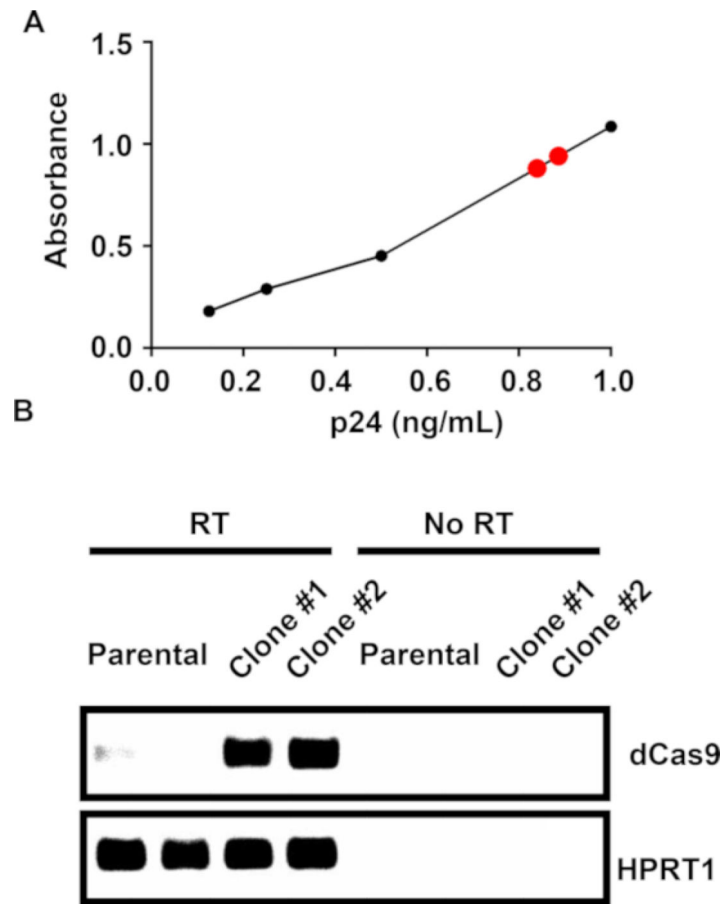 A
1.5
1.0
0.5
0.0
Absorbance
0.0 0.2 0.4 0.6 0.8 1.0
p24 (ng/mL)
B
RT No RT
Parental Clone #1 Clone #2 Parental Clone #1 Clone #2
dCas9
HPRT1